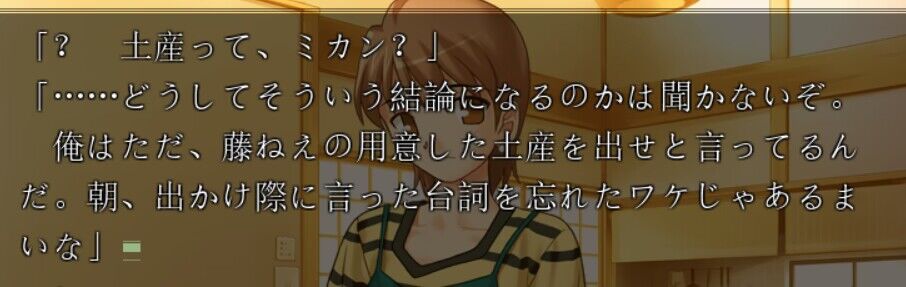 「？　土産って、ミカン？」
「……どうしてそういう結論になるのかは聞かないぞ。
　俺はただ、藤ねえの用意した土産を出せと言ってるん
だ。朝、出かけ際に言った台詞を忘れたワケじゃあるま
いな」